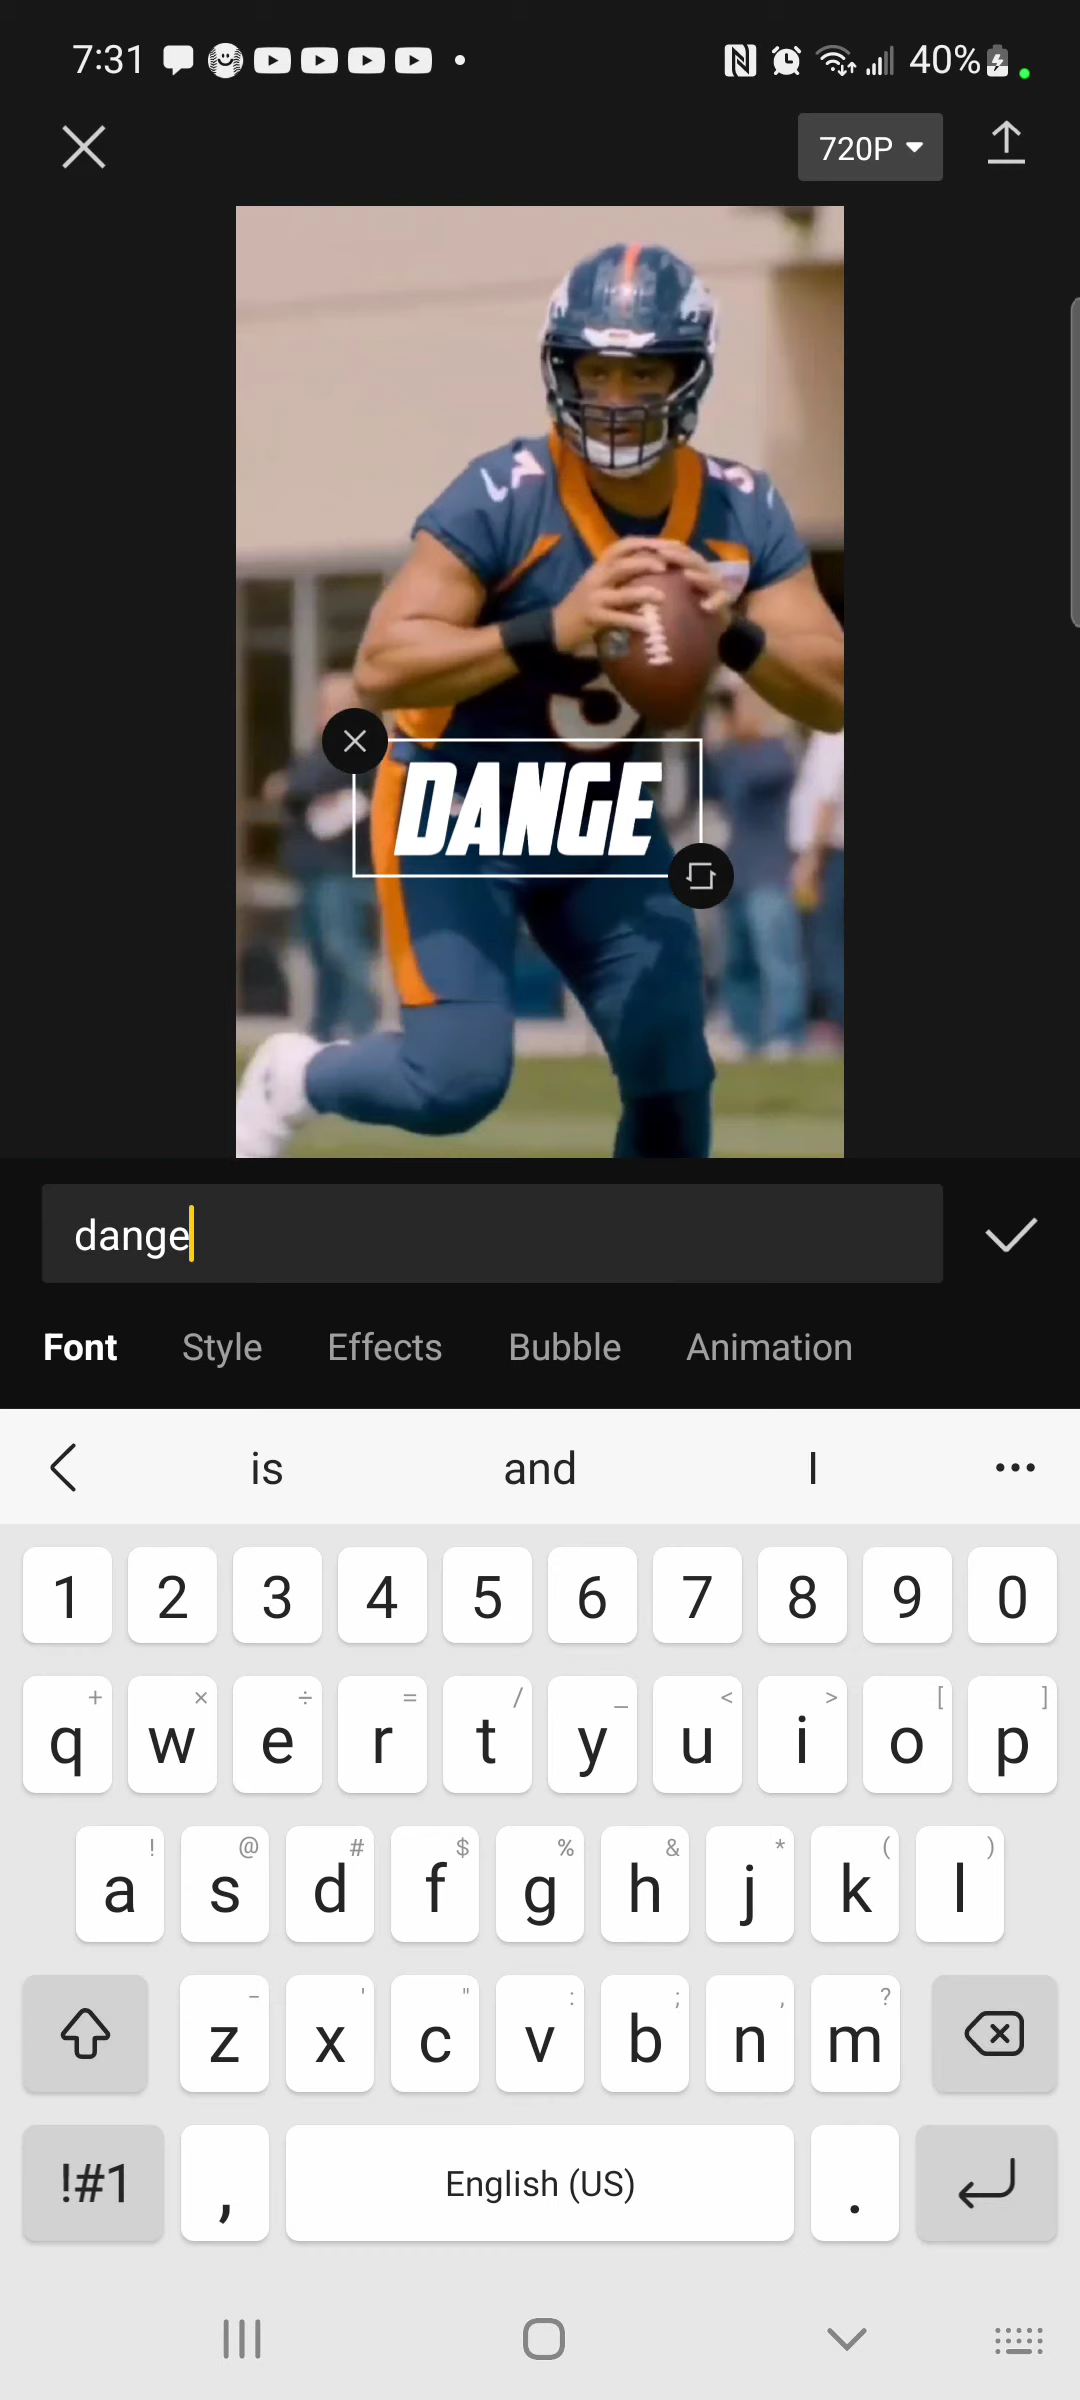 7:31 40%
720P
3
DANGE
dange
Font Style Effects Bubble Animation
is and I ...
1 2 3 4 5 6 7 8 9 0
+ × ÷ = / _ < > [ ]
q w e r t y u i o p
! @ # $ % & * ( )
a s d f g h j k l
- ' " : ; , ?
z x c v b n m
!#1 , English (US) .